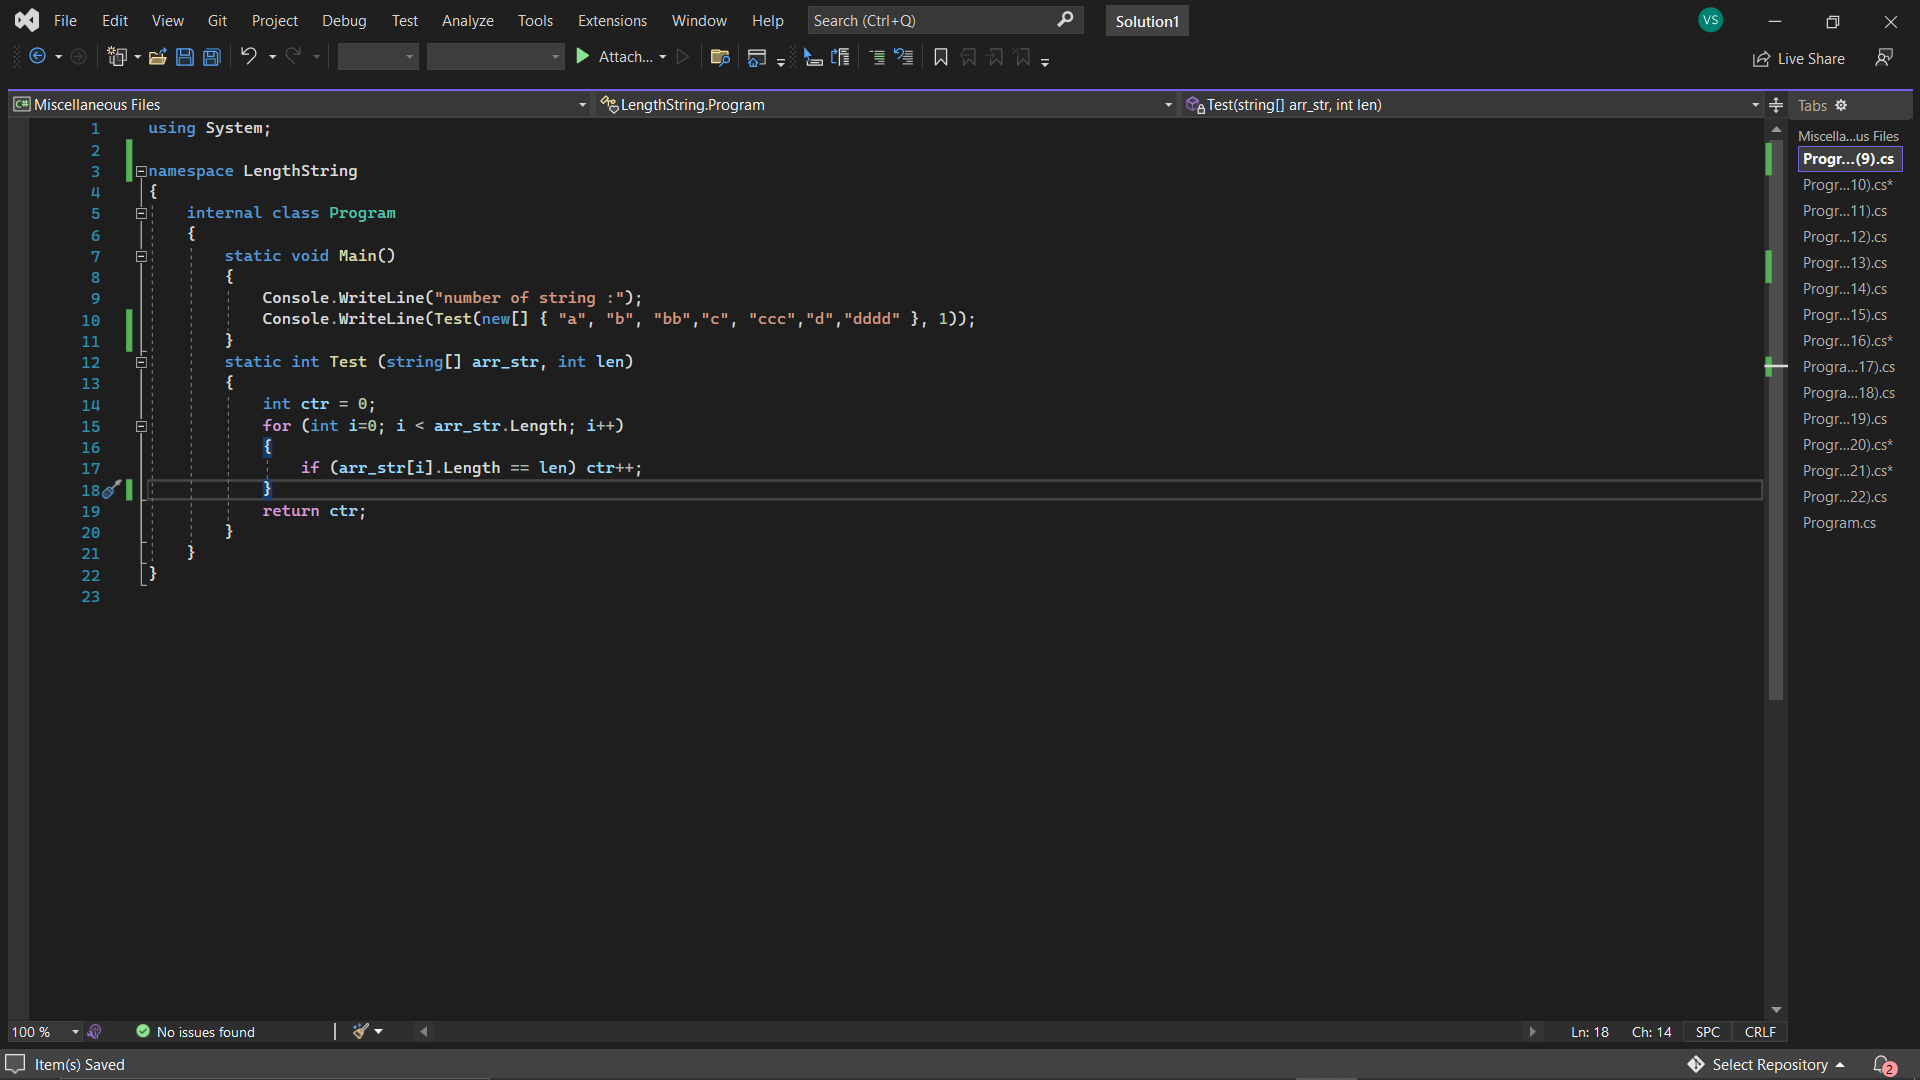 File Edit View Git Project Debug Test Analyze Tools Extensions Window Help Search (Ctrl+Q) Solution1 VS
Attach... Live Share
C# Miscellaneous Files LengthString.Program Test(string[] arr_str, int len) Tabs
1 using System;
2
3 namespace LengthString
4 {
5 internal class Program
6 {
7 static void Main()
8 {
9 Console.WriteLine("number of string :");
10 Console.WriteLine(Test(new[] { "a", "b", "bb","c", "ccc","d","dddd" }, 1));
11 }
12 static int Test (string[] arr_str, int len)
13 {
14 int ctr = 0;
15 for (int i=0; i < arr_str.Length; i++)
16 {
17 if (arr_str[i].Length == len) ctr++;
18 }
19 return ctr;
20 }
21 }
22 }
23
Miscella...us Files
Progr...(9).cs
Progr...10).cs*
Progr...11).cs
Progr...12).cs
Progr...13).cs
Progr...14).cs
Progr...15).cs
Progr...16).cs*
Progra...17).cs
Progra...18).cs
Progr...19).cs
Progr...20).cs*
Progr...21).cs*
Progr...22).cs
Program.cs
100 % No issues found Ln: 18 Ch: 14 SPC CRLF
Item(s) Saved Select Repository 2